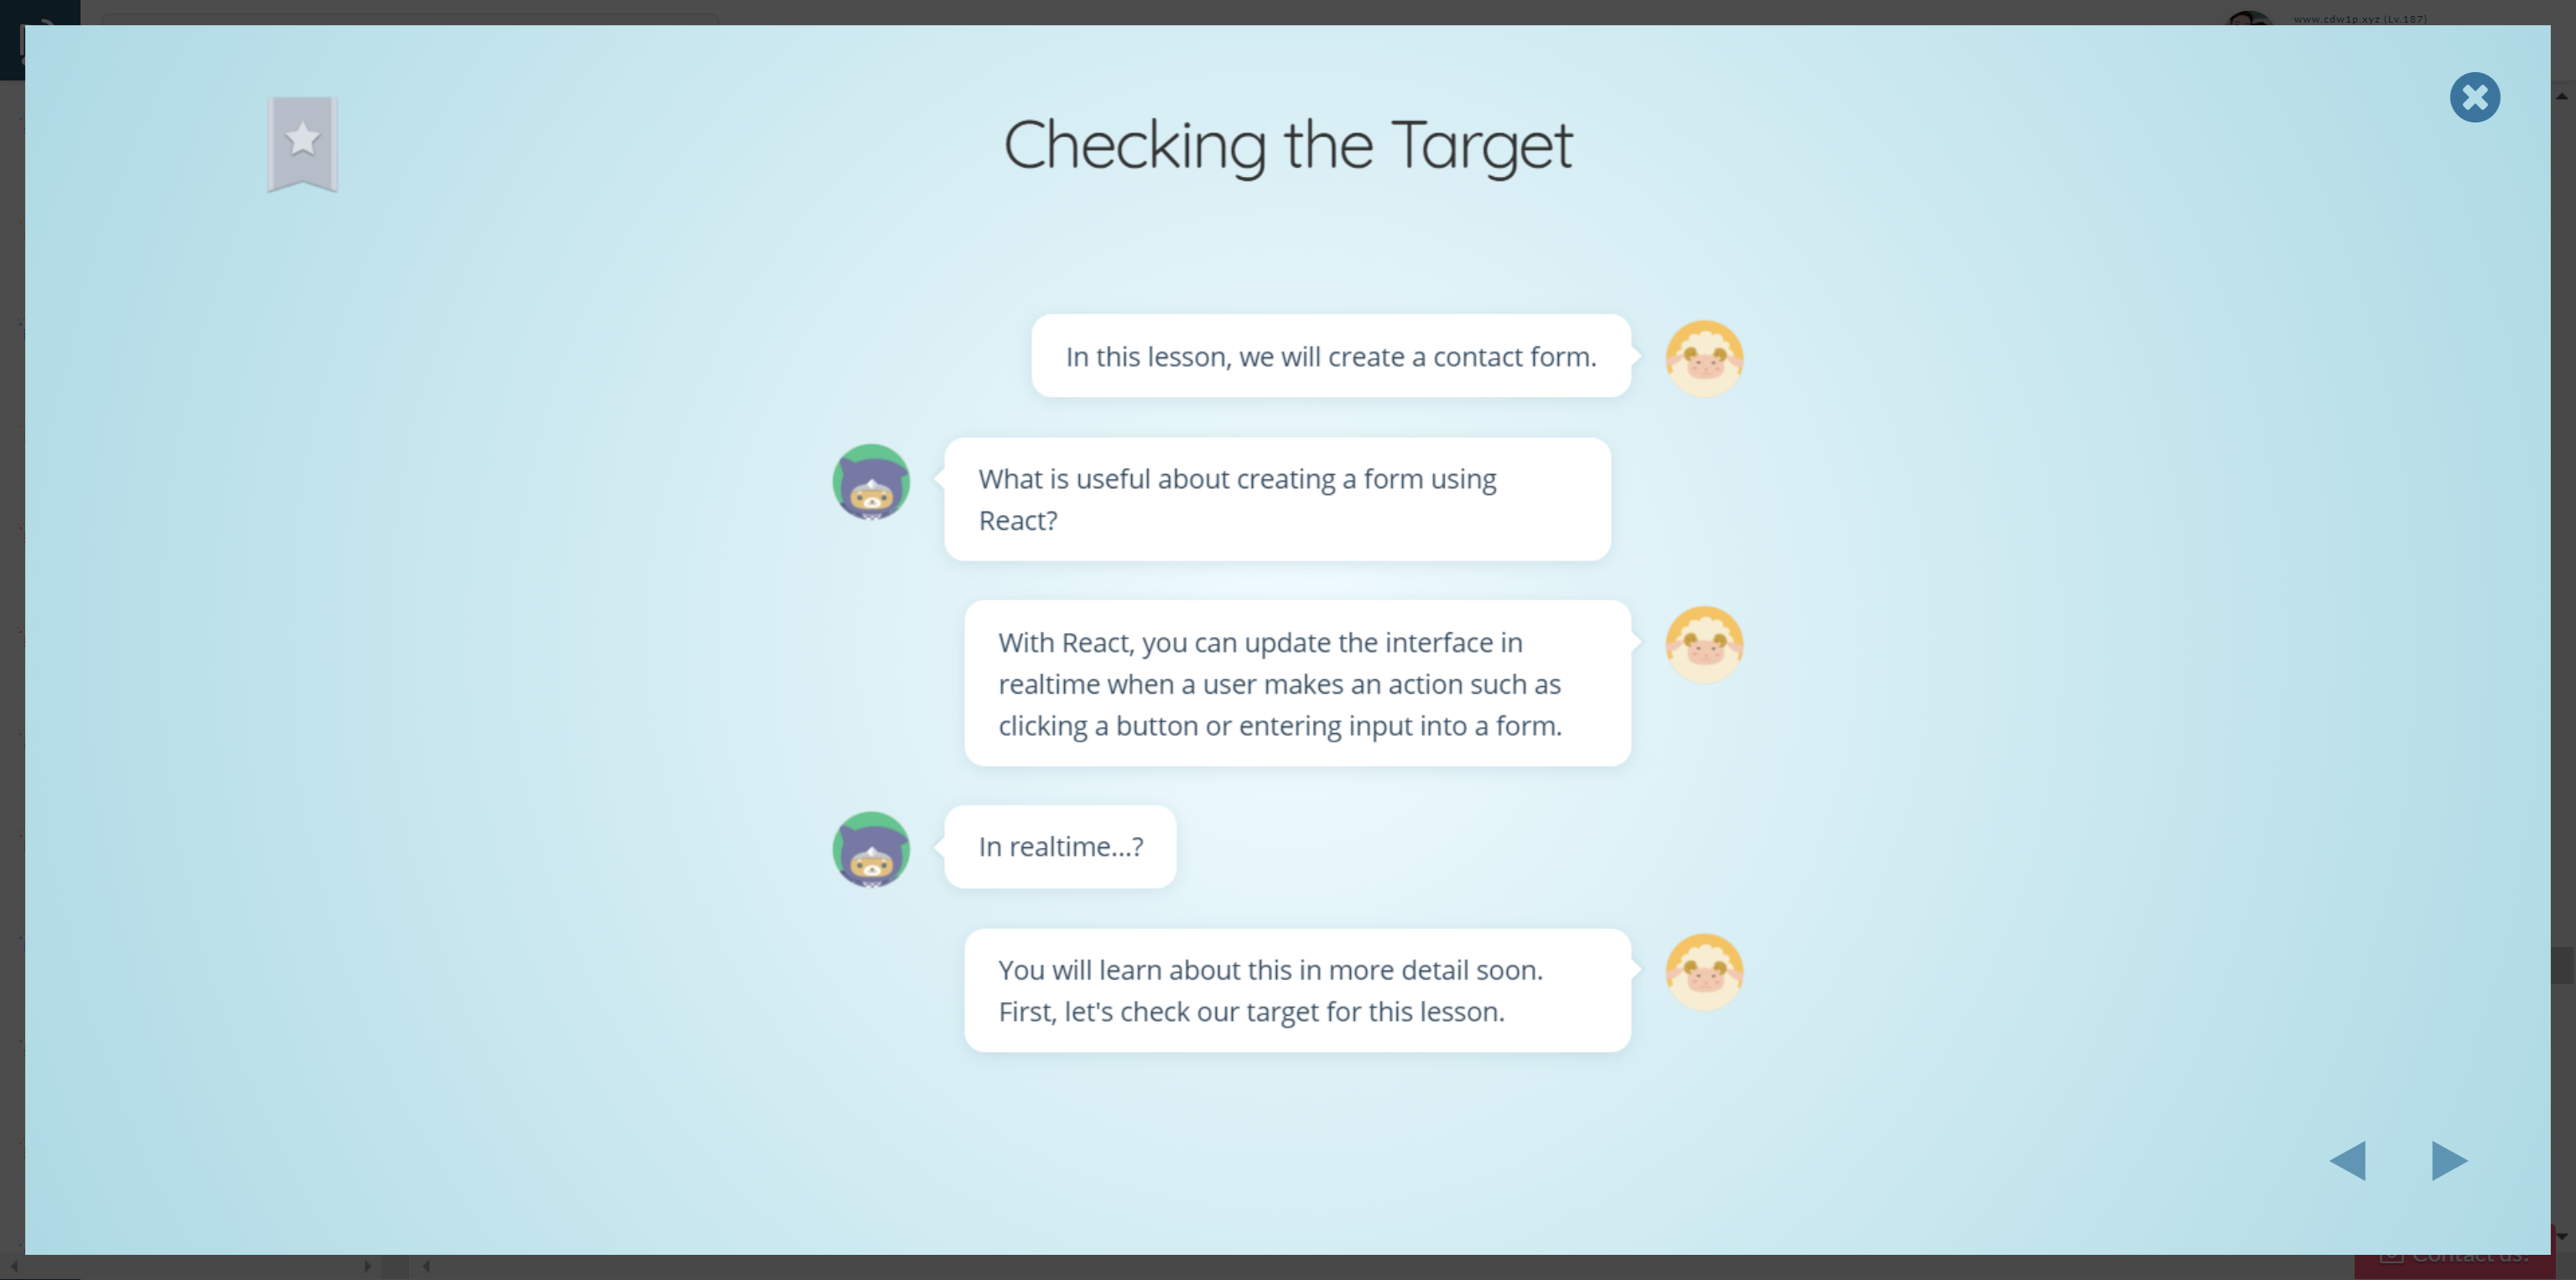 www.cdw1p.xyz (Lv.187)
Checking the Target
In this lesson, we will create a contact form.
What is useful about creating a form using
React?
With React, you can update the interface in
realtime when a user makes an action such as
clicking a button or entering input into a form.
In realtime...?
You will learn about this in more detail soon.
First, let's check our target for this lesson.
Contact us!